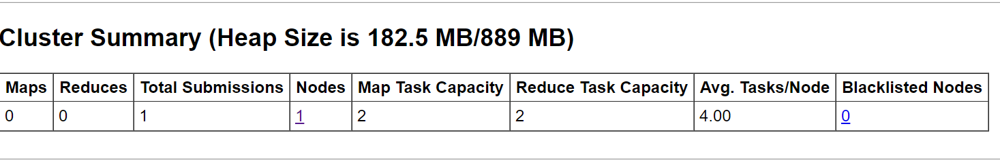 Cluster Summary (Heap Size is 182.5 MB/889 MB)
Maps Reduces Total Submissions Nodes Map Task Capacity Reduce Task Capacity Avg. Tasks/Node Blacklisted Nodes
0 0 1 1 2 2 4.00 0